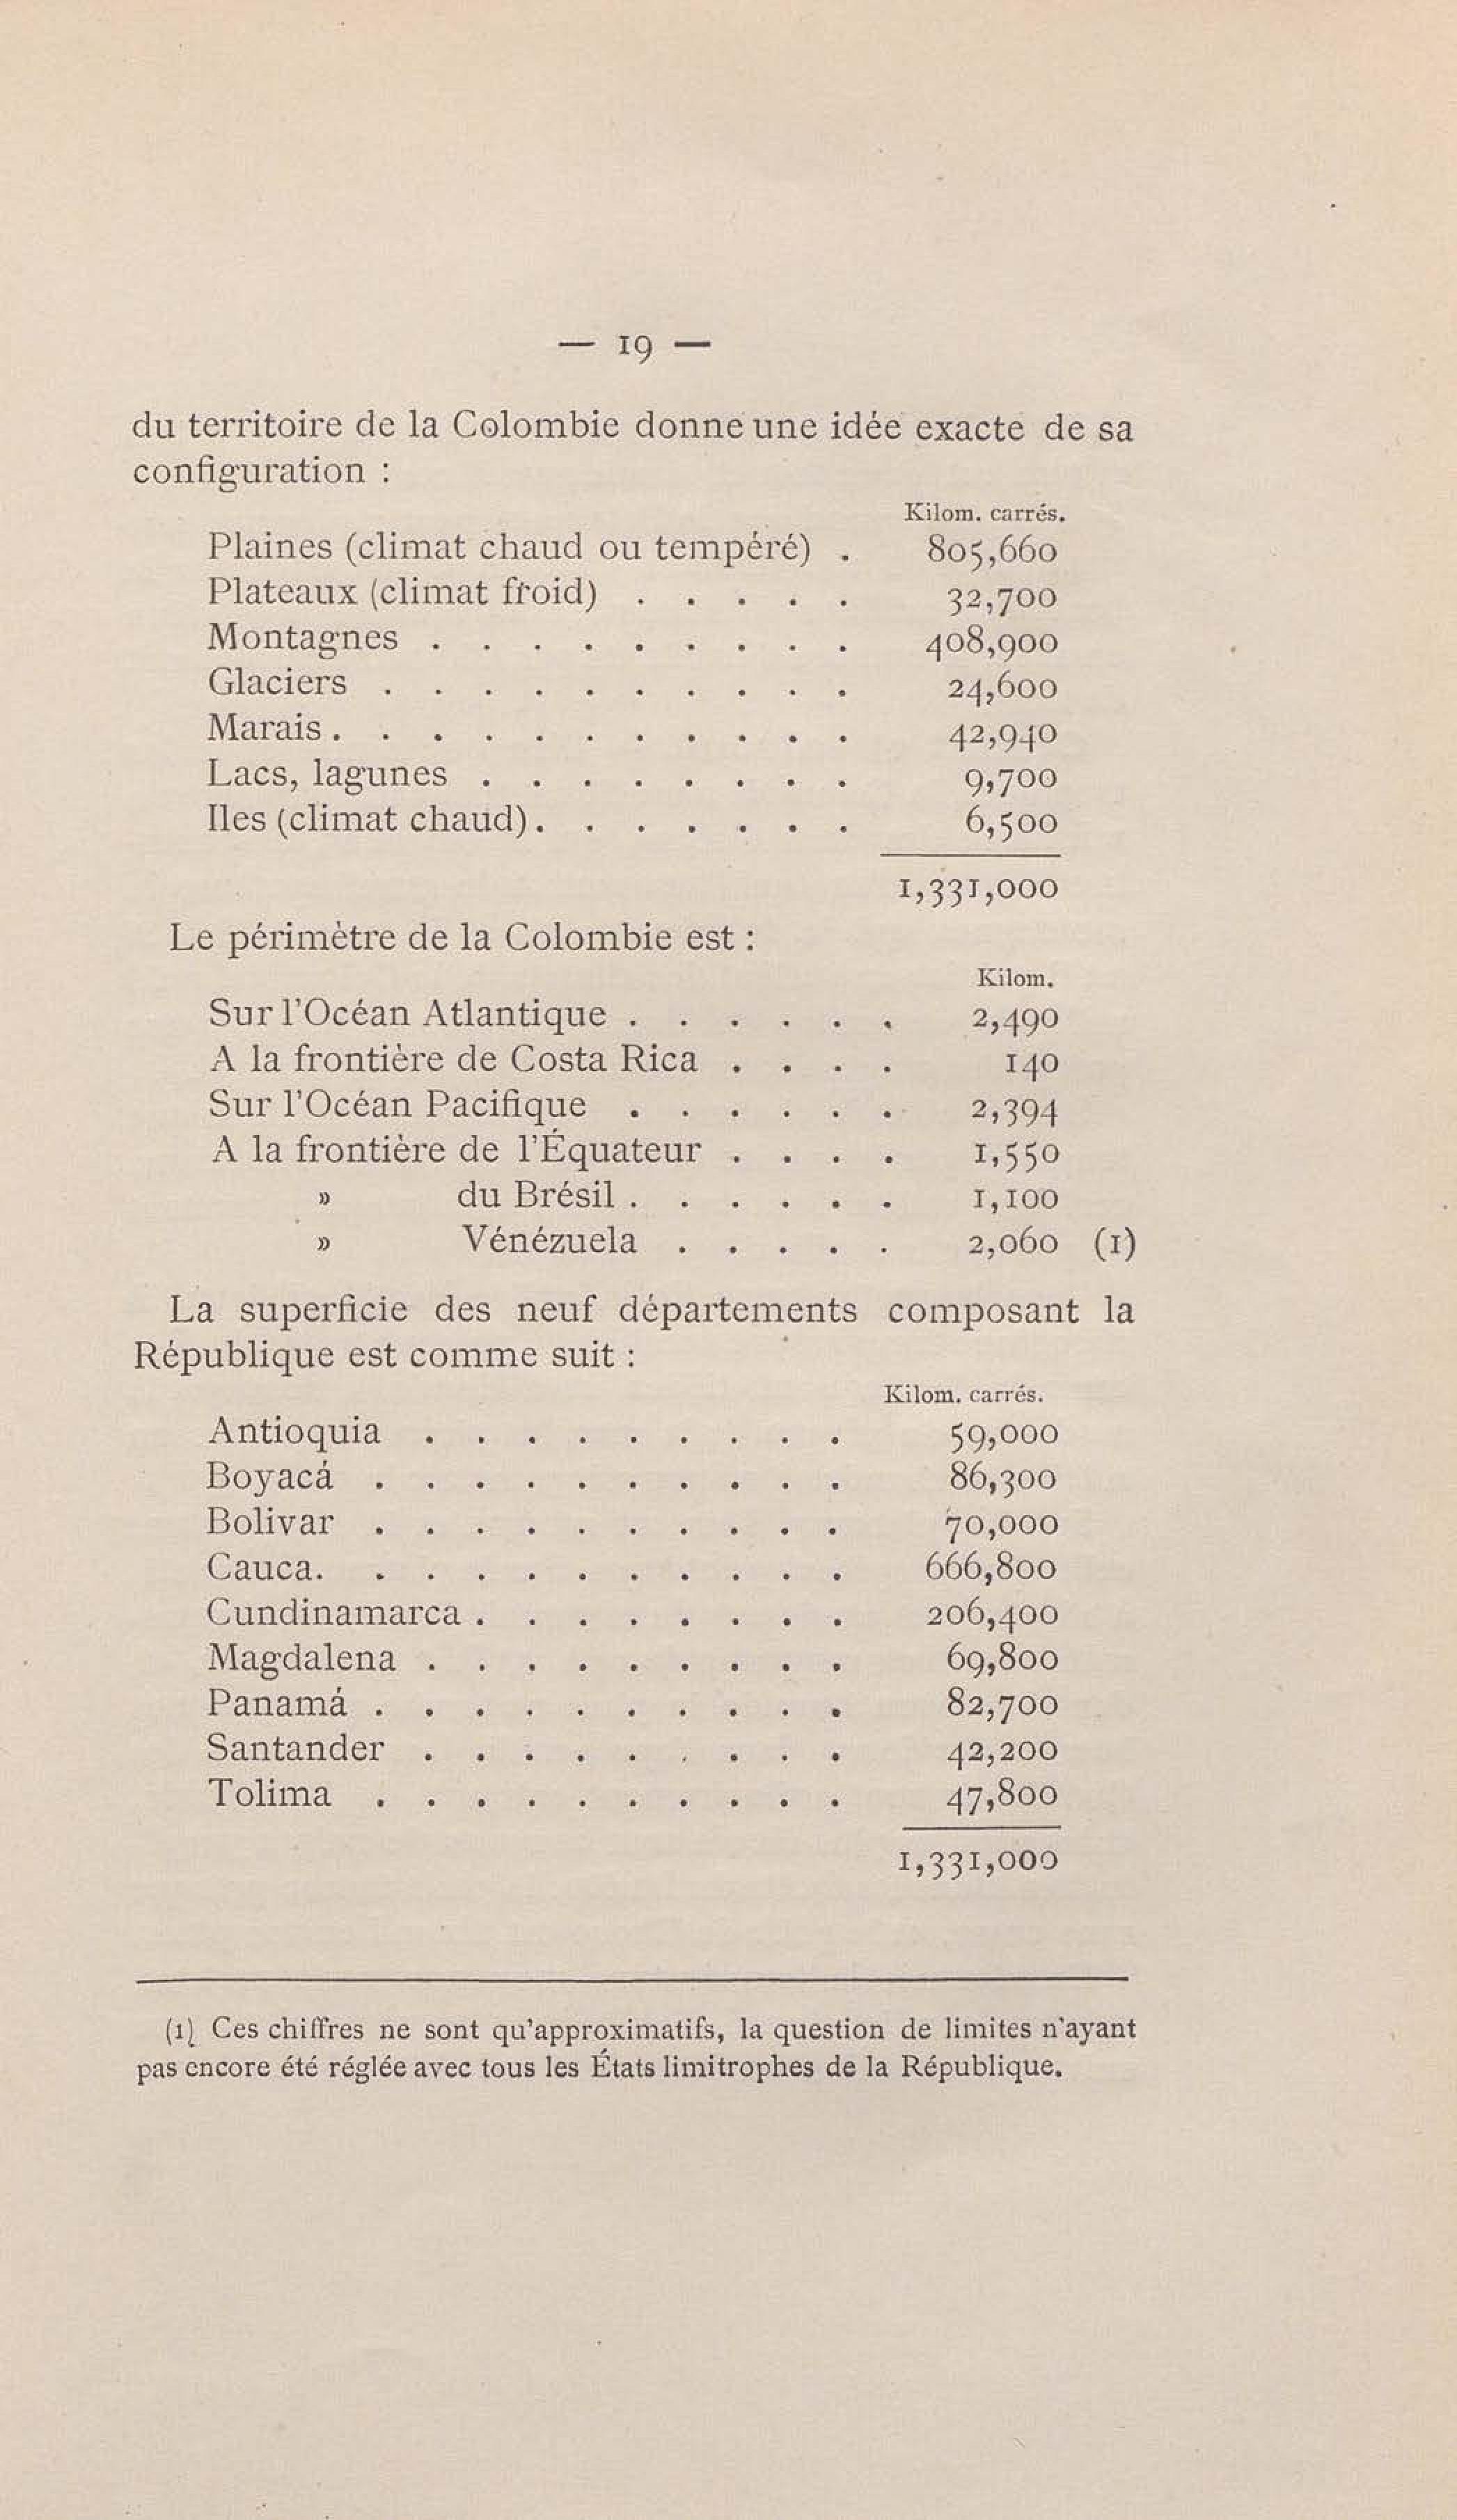 — 19 —
du territoire de la Colombie donne une idée exacte de sa
configuration :
Kilom. carrés.
Plaines (climat chaud ou tempéré) . 805,660
Plateaux (climat froid) . . . . . 32,700
Montagnes . . . . . . . . . 408,900
Glaciers . . . . . . . . . . 24,600
Marais . . . . . . . . . . . 42,940
Lacs, lagunes . . . . . . . . 9,700
Iles (climat chaud) . . . . . . . 6,500
1,331,000
Le périmètre de la Colombie est :
Kilom.
Sur l'Océan Atlantique . . . . . . 2,490
A la frontière de Costa Rica . . . . 140
Sur l'Océan Pacifique . . . . . . 2,394
A la frontière de l'Équateur . . . . 1,550
» du Brésil . . . . . . 1,100
» Vénézuela . . . . . 2,060 (1)
La superficie des neuf départements composant la
République est comme suit :
Kilom. carrés.
Antioquia . . . . . . . . . 59,000
Boyacá . . . . . . . . . . 86,300
Bolivar . . . . . . . . . . 70,000
Cauca. . . . . . . . . . . 666,800
Cundinamarca . . . . . . . . 206,400
Magdalena . . . . . . . . . 69,800
Panamá . . . . . . . . . . 82,700
Santander . . . . . . . . . 42,200
Tolima . . . . . . . . . . 47,800
1,331,000
(1) Ces chiffres ne sont qu'approximatifs, la question de limites n'ayant
pas encore été réglée avec tous les États limitrophes de la République.